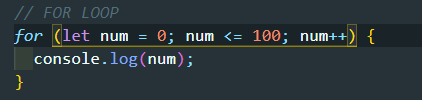 // FOR LOOP
for (let num = 0; num <= 100; num++) {
  console.log(num);
}